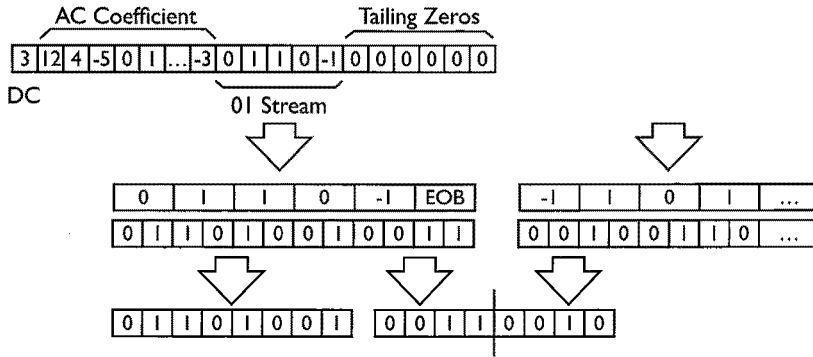 AC Coefficient Tailing Zeros
3 12 4 -5 0 1 ... -3 0 1 1 0 -1 0 0 0 0 0 0
DC
01 Stream
0 1 1 0 -1 EOB -1 1 0 1 ...
0 1 1 0 1 0 0 1 0 0 1 1 0 0 1 0 0 1 1 0 ...
0 1 1 0 1 0 0 1 0 0 1 1 0 0 1 0